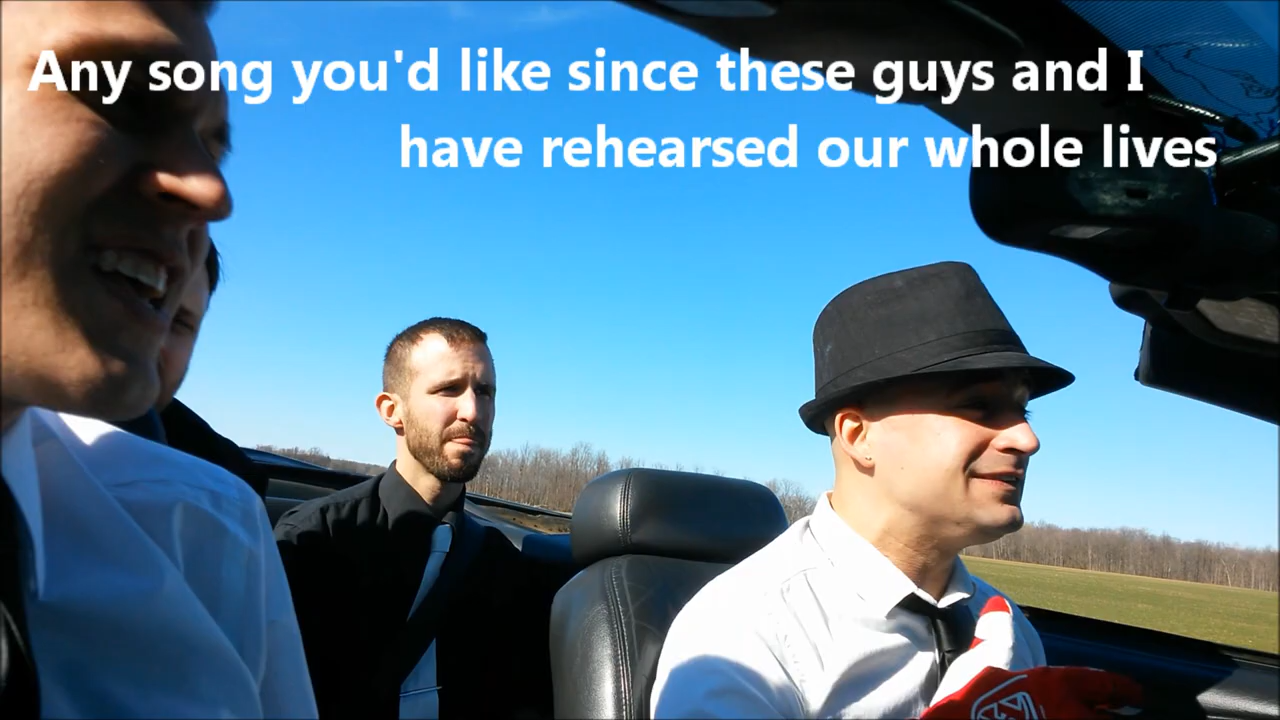 Any song you'd like since these guys and I
have rehearsed our whole lives